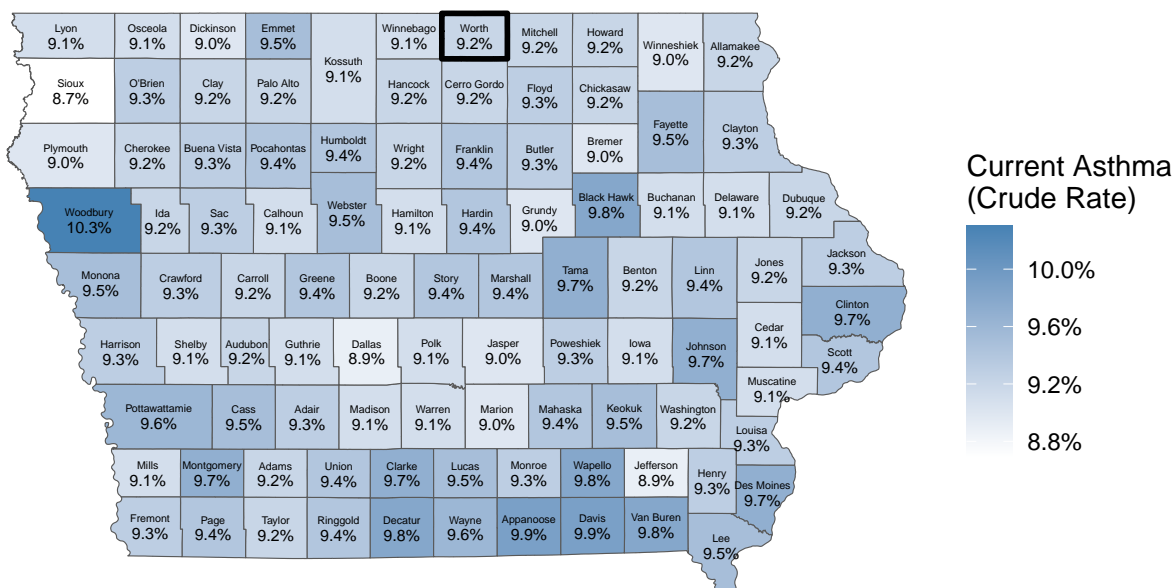 Lyon
9.1%
Osceola
9.1%
Dickinson
9.0%
Emmet
9.5%
Kossuth
9.1%
Winnebago
9.1%
Worth
9.2%
Mitchell
9.2%
Howard
9.2%
Winneshiek
9.0%
Allamakee
9.2%
Sioux
8.7%
O'Brien
9.3%
Clay
9.2%
Palo Alto
9.2%
Hancock
9.2%
Cerro Gordo
9.2%
Floyd
9.3%
Chickasaw
9.2%
Fayette
9.5%
Clayton
9.3%
Plymouth
9.0%
Cherokee
9.2%
Buena Vista
9.3%
Pocahontas
9.4%
Humboldt
9.4%
Wright
9.2%
Franklin
9.4%
Butler
9.3%
Bremer
9.0%
Woodbury
10.3%
Ida
9.2%
Sac
9.3%
Calhoun
9.1%
Webster
9.5%
Hamilton
9.1%
Hardin
9.4%
Grundy
9.0%
Black Hawk
9.8%
Buchanan
9.1%
Delaware
9.1%
Dubuque
9.2%
Monona
9.5%
Crawford
9.3%
Carroll
9.2%
Greene
9.4%
Boone
9.2%
Story
9.4%
Marshall
9.4%
Tama
9.7%
Benton
9.2%
Linn
9.4%
Jones
9.2%
Jackson
9.3%
Clinton
9.7%
Harrison
9.3%
Shelby
9.1%
Audubon
9.2%
Guthrie
9.1%
Dallas
8.9%
Polk
9.1%
Jasper
9.0%
Poweshiek
9.3%
Iowa
9.1%
Johnson
9.7%
Cedar
9.1%
Scott
9.4%
Muscatine
9.1%
Pottawattamie
9.6%
Cass
9.5%
Adair
9.3%
Madison
9.1%
Warren
9.1%
Marion
9.0%
Mahaska
9.4%
Keokuk
9.5%
Washington
9.2%
Louisa
9.3%
Mills
9.1%
Montgomery
9.7%
Adams
9.2%
Union
9.4%
Clarke
9.7%
Lucas
9.5%
Monroe
9.3%
Wapello
9.8%
Jefferson
8.9%
Henry
9.3%
Des Moines
9.7%
Fremont
9.3%
Page
9.4%
Taylor
9.2%
Ringgold
9.4%
Decatur
9.8%
Wayne
9.6%
Appanoose
9.9%
Davis
9.9%
Van Buren
9.8%
Lee
9.5%
Current Asthma
(Crude Rate)
10.0%
9.6%
9.2%
8.8%